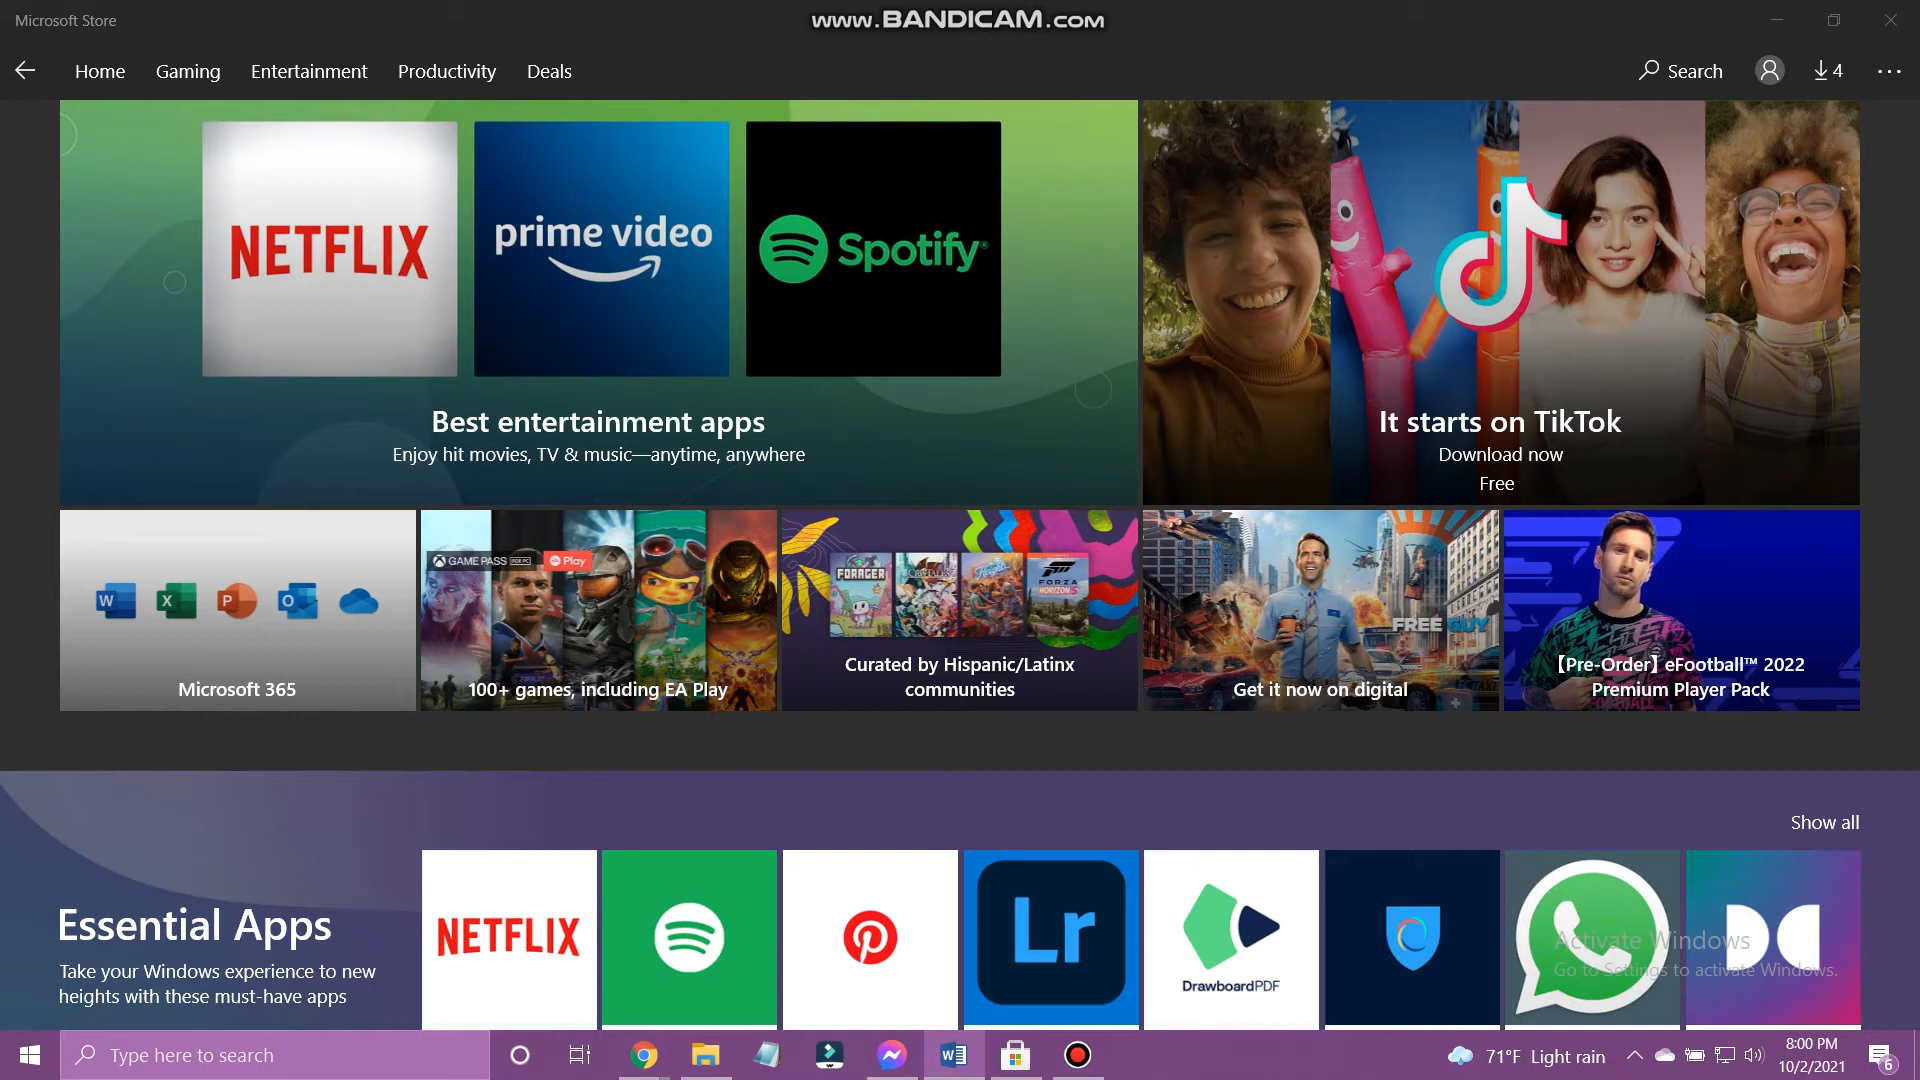 Microsoft Store
www.BANDICAM.com
Home Gaming Entertainment Productivity Deals
Search
4
NETFLIX
prime video
Spotify
Best entertainment apps
Enjoy hit movies, TV & music—anytime, anywhere
It starts on TikTok
Download now
Free
W X P O
Microsoft 365
GAME PASS FOR PC
EA Play
100+ games, including EA Play
FORAGER
FORZA
HORIZON 5
Curated by Hispanic/Latinx
communities
FREE GUY
Get it now on digital
【Pre-Order】eFootball™ 2022
Premium Player Pack
Show all
Essential Apps
Take your Windows experience to new
heights with these must-have apps
NETFLIX
Lr
DrawboardPDF
Activate Windows
Go to Settings to activate Windows.
Type here to search
W
71°F Light rain
8:00 PM
10/2/2021
6